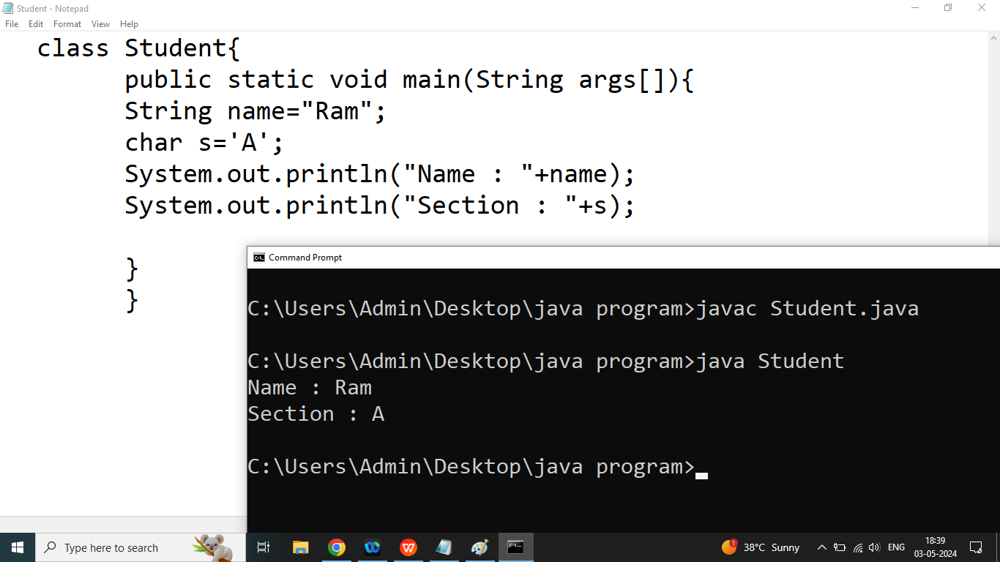 Student - Notepad
File Edit Format View Help
class Student{
public static void main(String args[]){
String name="Ram";
char s='A';
System.out.println("Name : "+name);
System.out.println("Section : "+s);
}
}
Command Prompt
C:\Users\Admin\Desktop\java program>javac Student.java
C:\Users\Admin\Desktop\java program>java Student
Name : Ram
Section : A
C:\Users\Admin\Desktop\java program>
Type here to search
1
38°C Sunny
ENG
18:39
03-05-2024